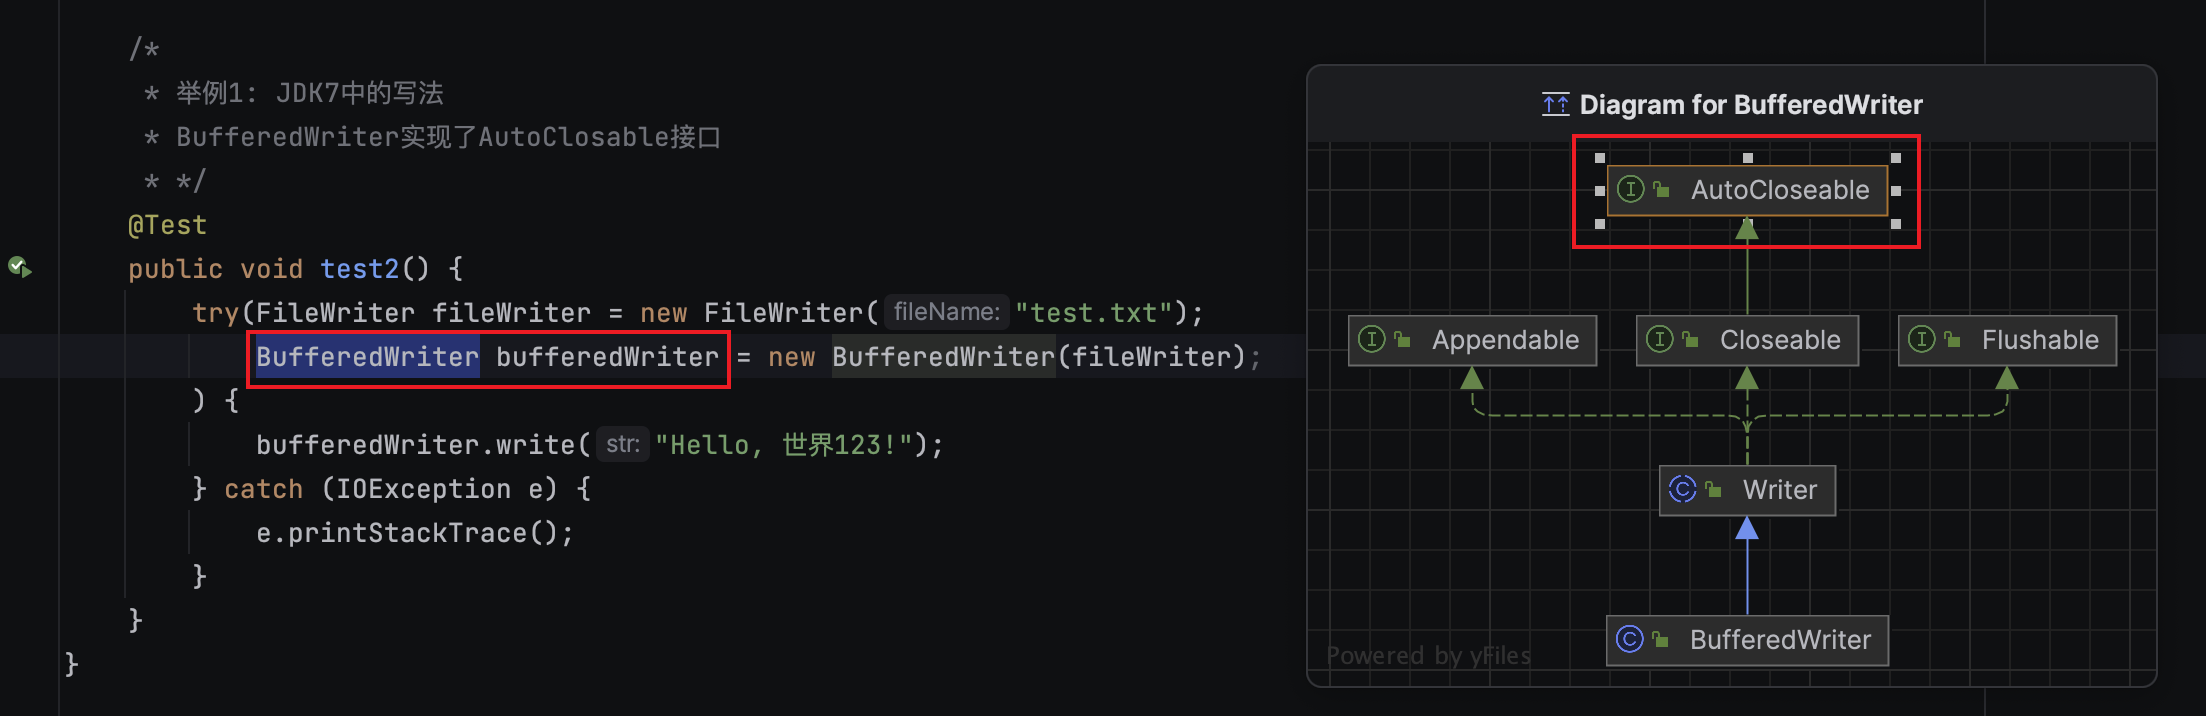 /*
* 举例1: JDK7中的写法
* BufferedWriter实现了AutoClosable接口
* */
@Test
public void test2() {
try(FileWriter fileWriter = new FileWriter( fileName: "test.txt");
BufferedWriter bufferedWriter = new BufferedWriter(fileWriter);
) {
bufferedWriter.write( str: "Hello, 世界123!");
} catch (IOException e) {
e.printStackTrace();
}
}
}
Diagram for BufferedWriter
AutoCloseable
Appendable
Closeable
Flushable
Writer
BufferedWriter
Powered by yFiles